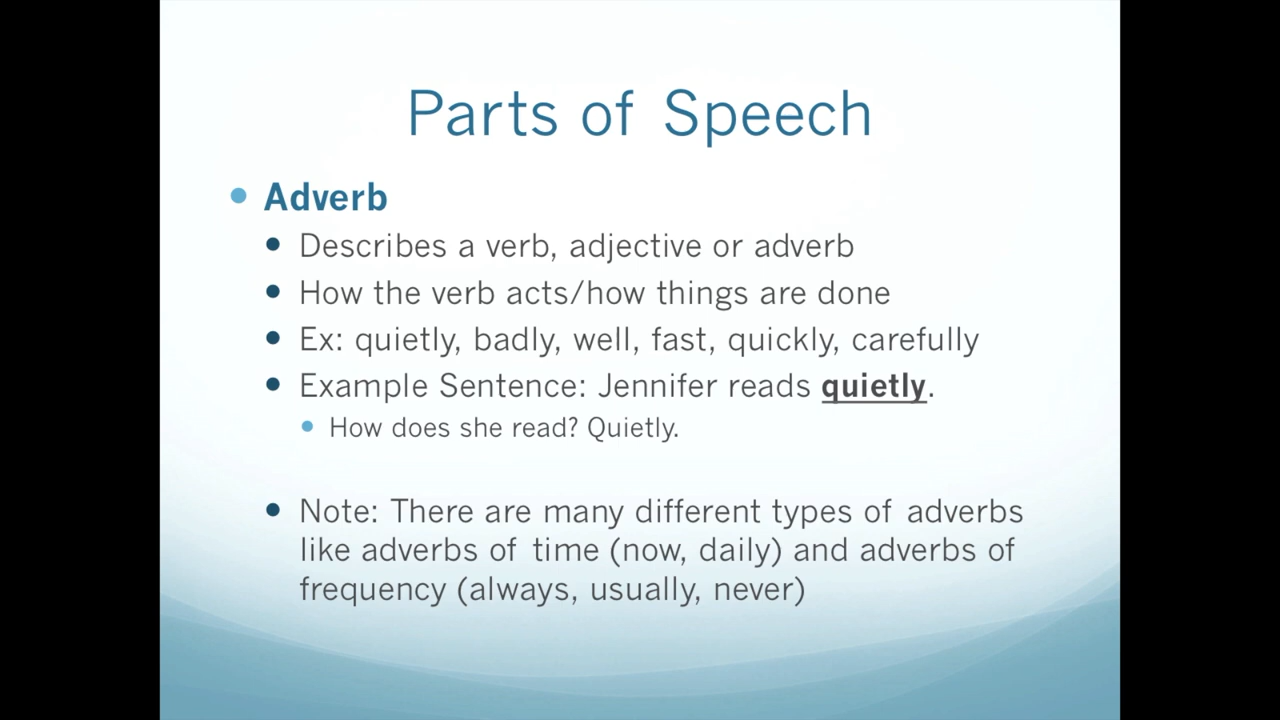 Parts of Speech
Adverb
Describes a verb, adjective or adverb
How the verb acts/how things are done
Ex: quietly, badly, well, fast, quickly, carefully
Example Sentence: Jennifer reads quietly.
How does she read? Quietly.
Note: There are many different types of adverbs
like adverbs of time (now, daily) and adverbs of
frequency (always, usually, never)